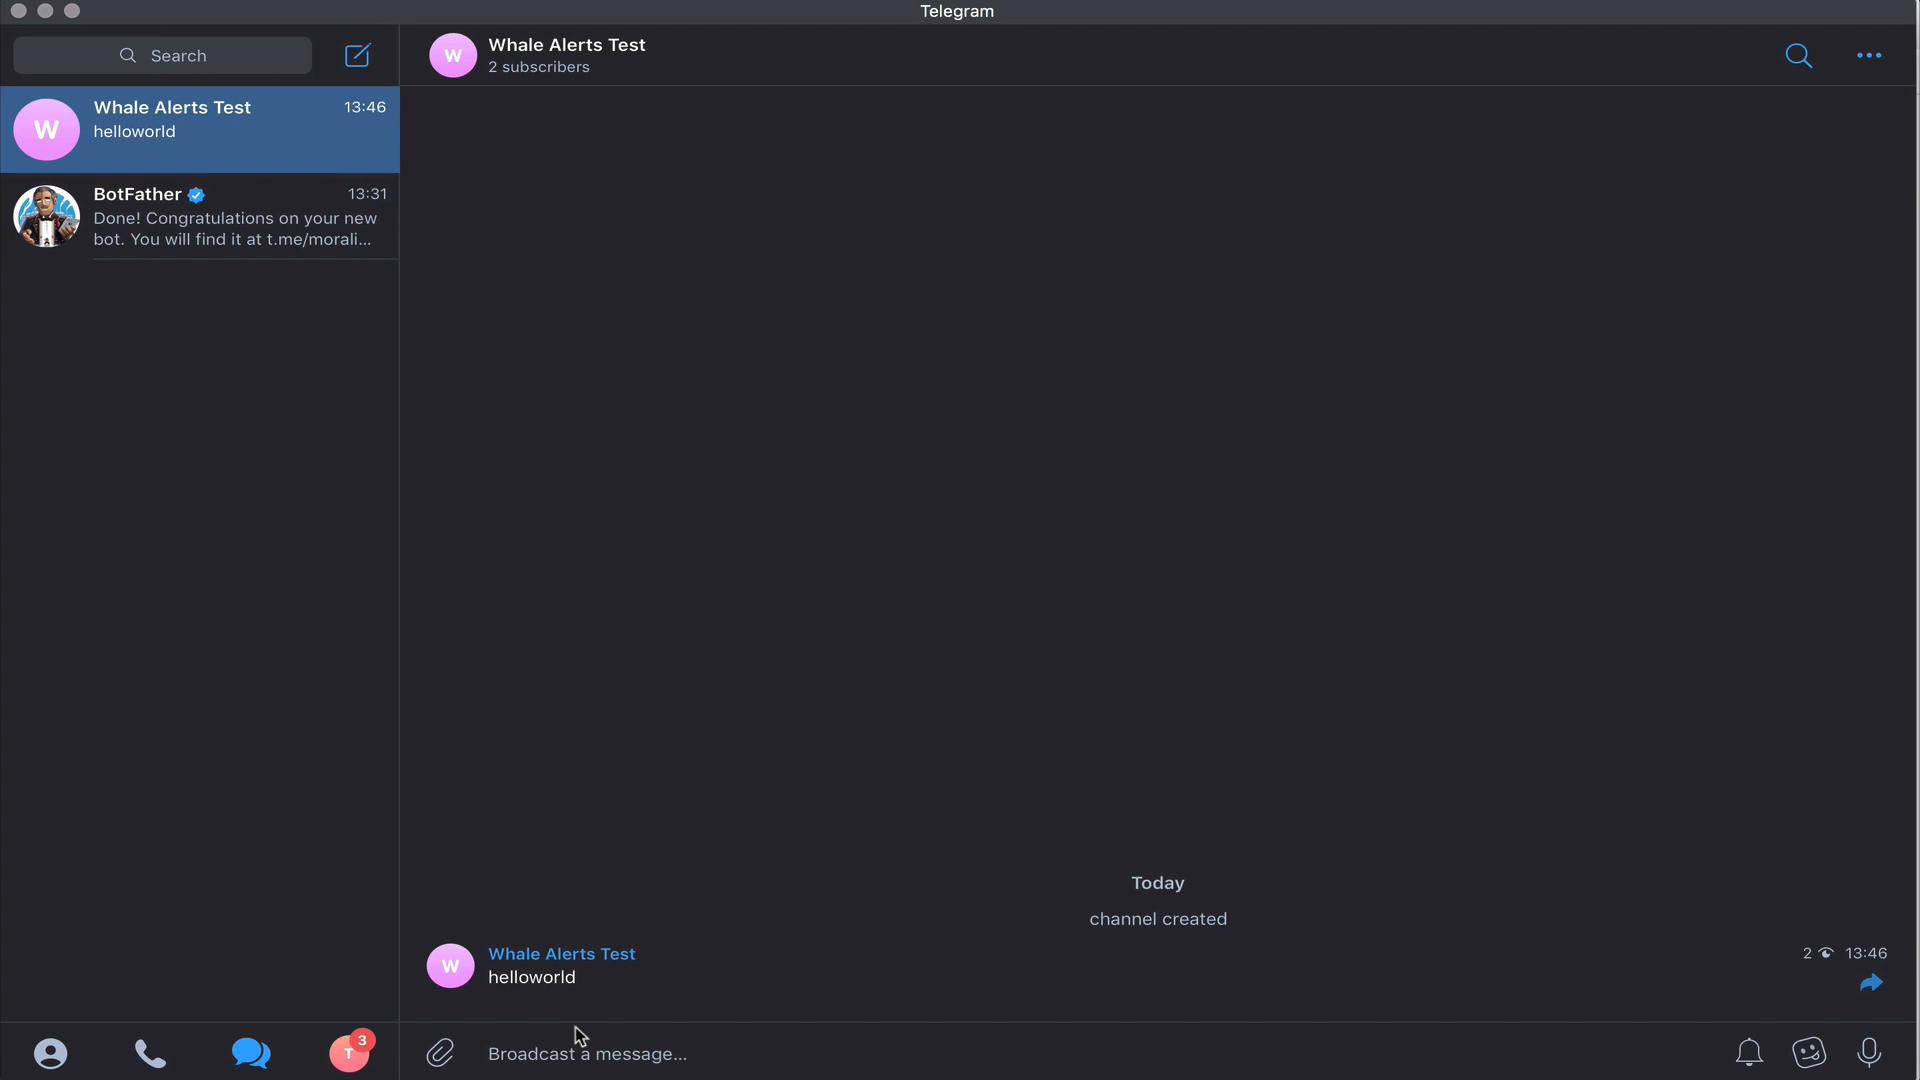 Telegram
Search
W
Whale Alerts Test
2 subscribers
W
Whale Alerts Test
13:46
helloworld
BotFather
13:31
Done! Congratulations on your new
bot. You will find it at t.me/morali...
Today
channel created
W
Whale Alerts Test
2
13:46
helloworld
T
3
Broadcast a message...